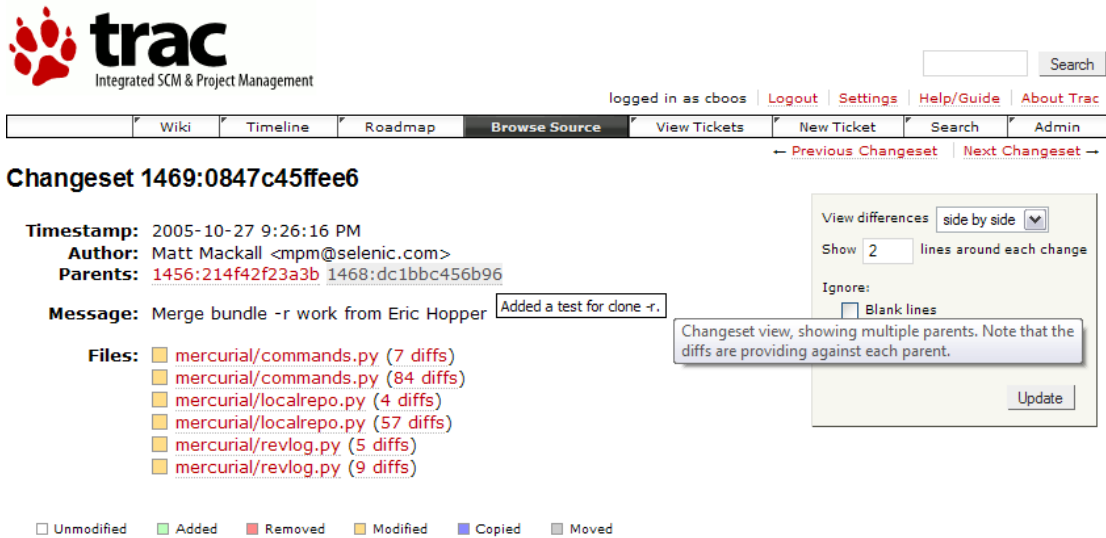 trac
Integrated SCM & Project Management
Search
logged in as cboos Logout Settings Help/Guide About Trac
Wiki Timeline Roadmap Browse Source View Tickets New Ticket Search Admin
← Previous Changeset Next Changeset →
Changeset 1469:0847c45ffee6
Timestamp: 2005-10-27 9:26:16 PM
Author: Matt Mackall <mpm@selenic.com>
Parents: 1456:214f42f23a3b 1468:dc1bbc456b96
Added a test for clone -r.
Message: Merge bundle -r work from Eric Hopper
Files: mercurial/commands.py (7 diffs)
mercurial/commands.py (84 diffs)
mercurial/localrepo.py (4 diffs)
mercurial/localrepo.py (57 diffs)
mercurial/revlog.py (5 diffs)
mercurial/revlog.py (9 diffs)
View differences side by side
Show 2 lines around each change
Ignore:
Blank lines
Changeset view, showing multiple parents. Note that the
diffs are providing against each parent.
Update
Unmodified Added Removed Modified Copied Moved